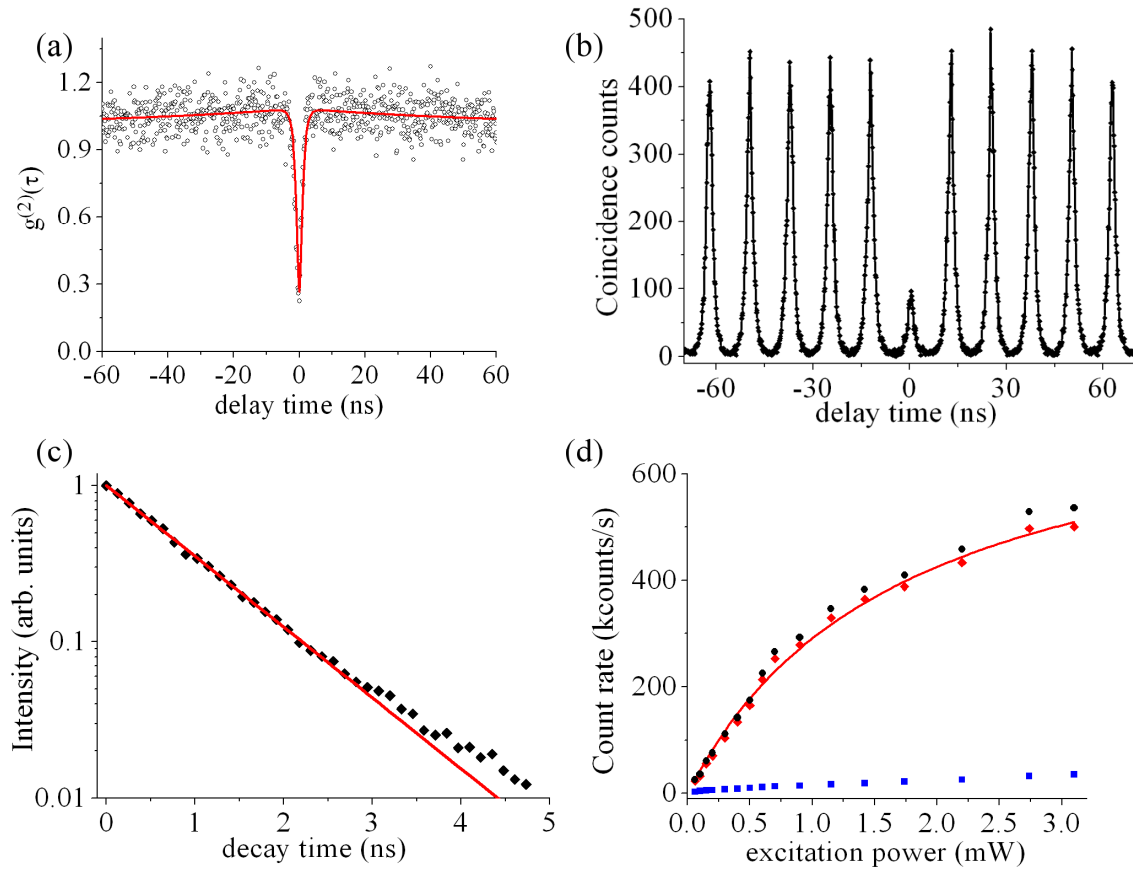 (a)
1.2
0.9
0.6
0.3
0.0
g(2)(τ)
-60 -40 -20 0 20 40 60
delay time (ns)
(b)
500
400
300
200
100
0
Coincidence counts
-60 -30 0 30 60
delay time (ns)
(c)
1
0.1
0.01
Intensity (arb. units)
0 1 2 3 4 5
decay time (ns)
(d)
600
400
200
0
Count rate (kcounts/s)
0.0 0.5 1.0 1.5 2.0 2.5 3.0
excitation power (mW)